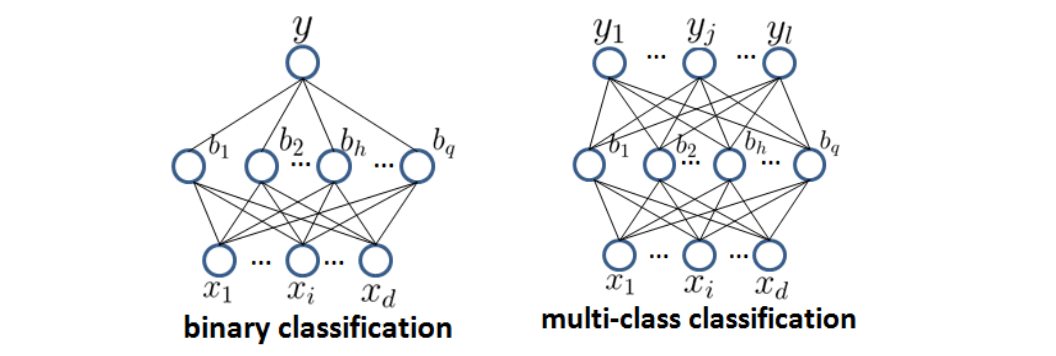 y
b1 b2 ... bh ... bq
x1 ... xi ... xd
binary classification
y1 ... yj ... yl
b1 b2 ... bh ... bq
x1 ... xi ... xd
multi-class classification